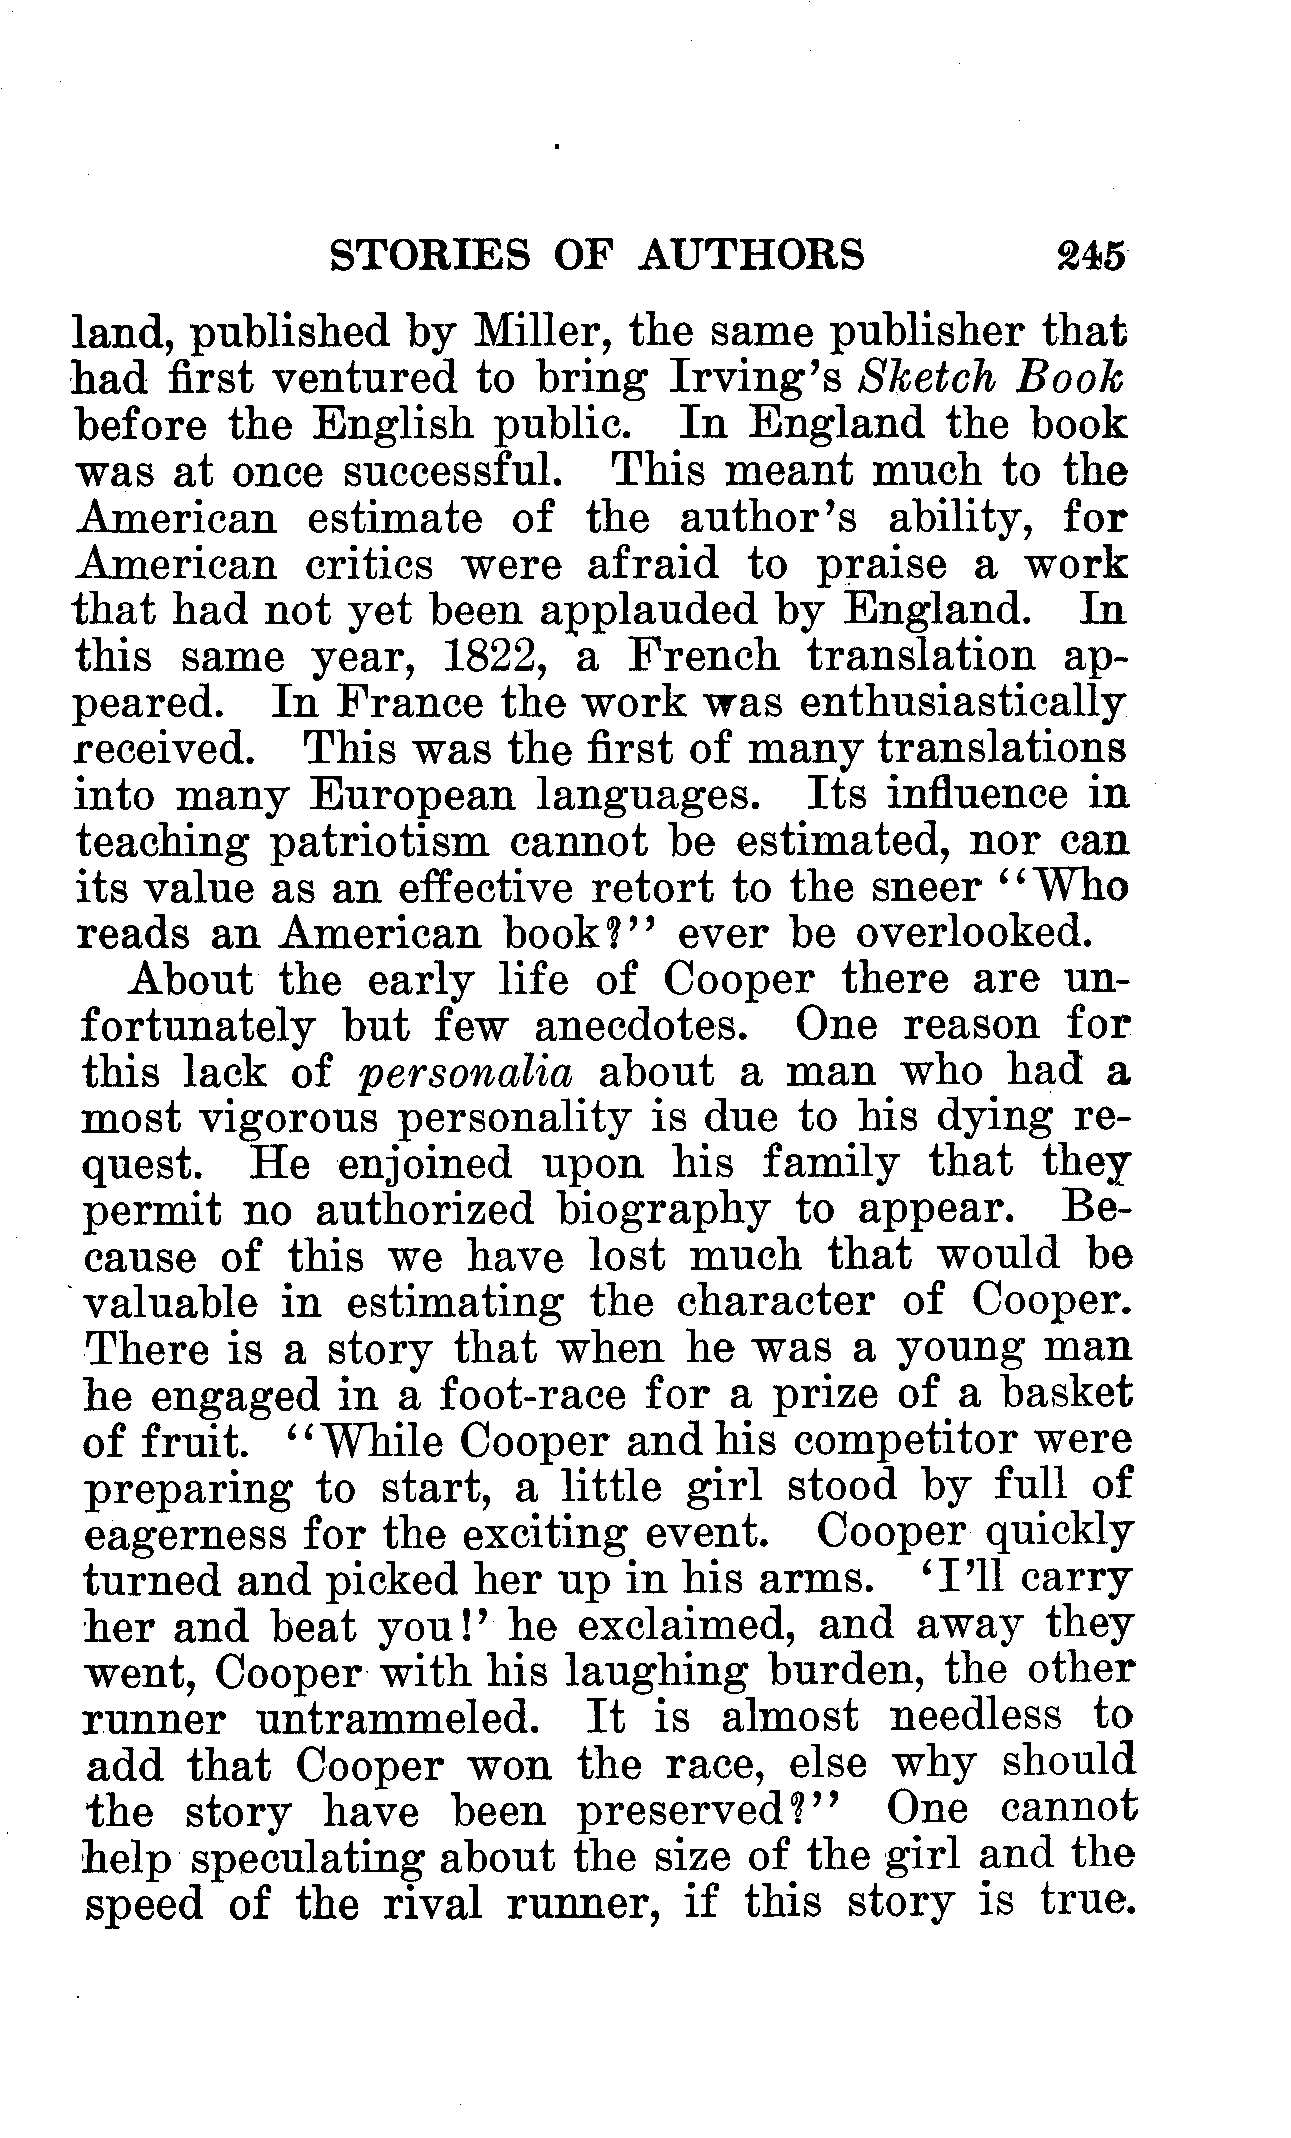 STORIES OF AUTHORS 245
land, published by Miller, the same publisher that
had first ventured to bring Irving's Sketch Book
before the English public. In England the book
was at once successful. This meant much to the
American estimate of the author's ability, for
American critics were afraid to praise a work
that had not yet been applauded by England. In
this same year, 1822, a French translation ap-
peared. In France the work was enthusiastically
received. This was the first of many translations
into many European languages. Its influence in
teaching patriotism cannot be estimated, nor can
its value as an effective retort to the sneer "Who
reads an American book?" ever be overlooked.
About the early life of Cooper there are un-
fortunately but few anecdotes. One reason for
this lack of personalia about a man who had a
most vigorous personality is due to his dying re-
quest. He enjoined upon his family that they
permit no authorized biography to appear. Be-
cause of this we have lost much that would be
valuable in estimating the character of Cooper.
There is a story that when he was a young man
he engaged in a foot-race for a prize of a basket
of fruit. "While Cooper and his competitor were
preparing to start, a little girl stood by full of
eagerness for the exciting event. Cooper quickly
turned and picked her up in his arms. 'I'll carry
her and beat you!' he exclaimed, and away they
went, Cooper with his laughing burden, the other
runner untrammeled. It is almost needless to
add that Cooper won the race, else why should
the story have been preserved?" One cannot
help speculating about the size of the girl and the
speed of the rival runner, if this story is true.